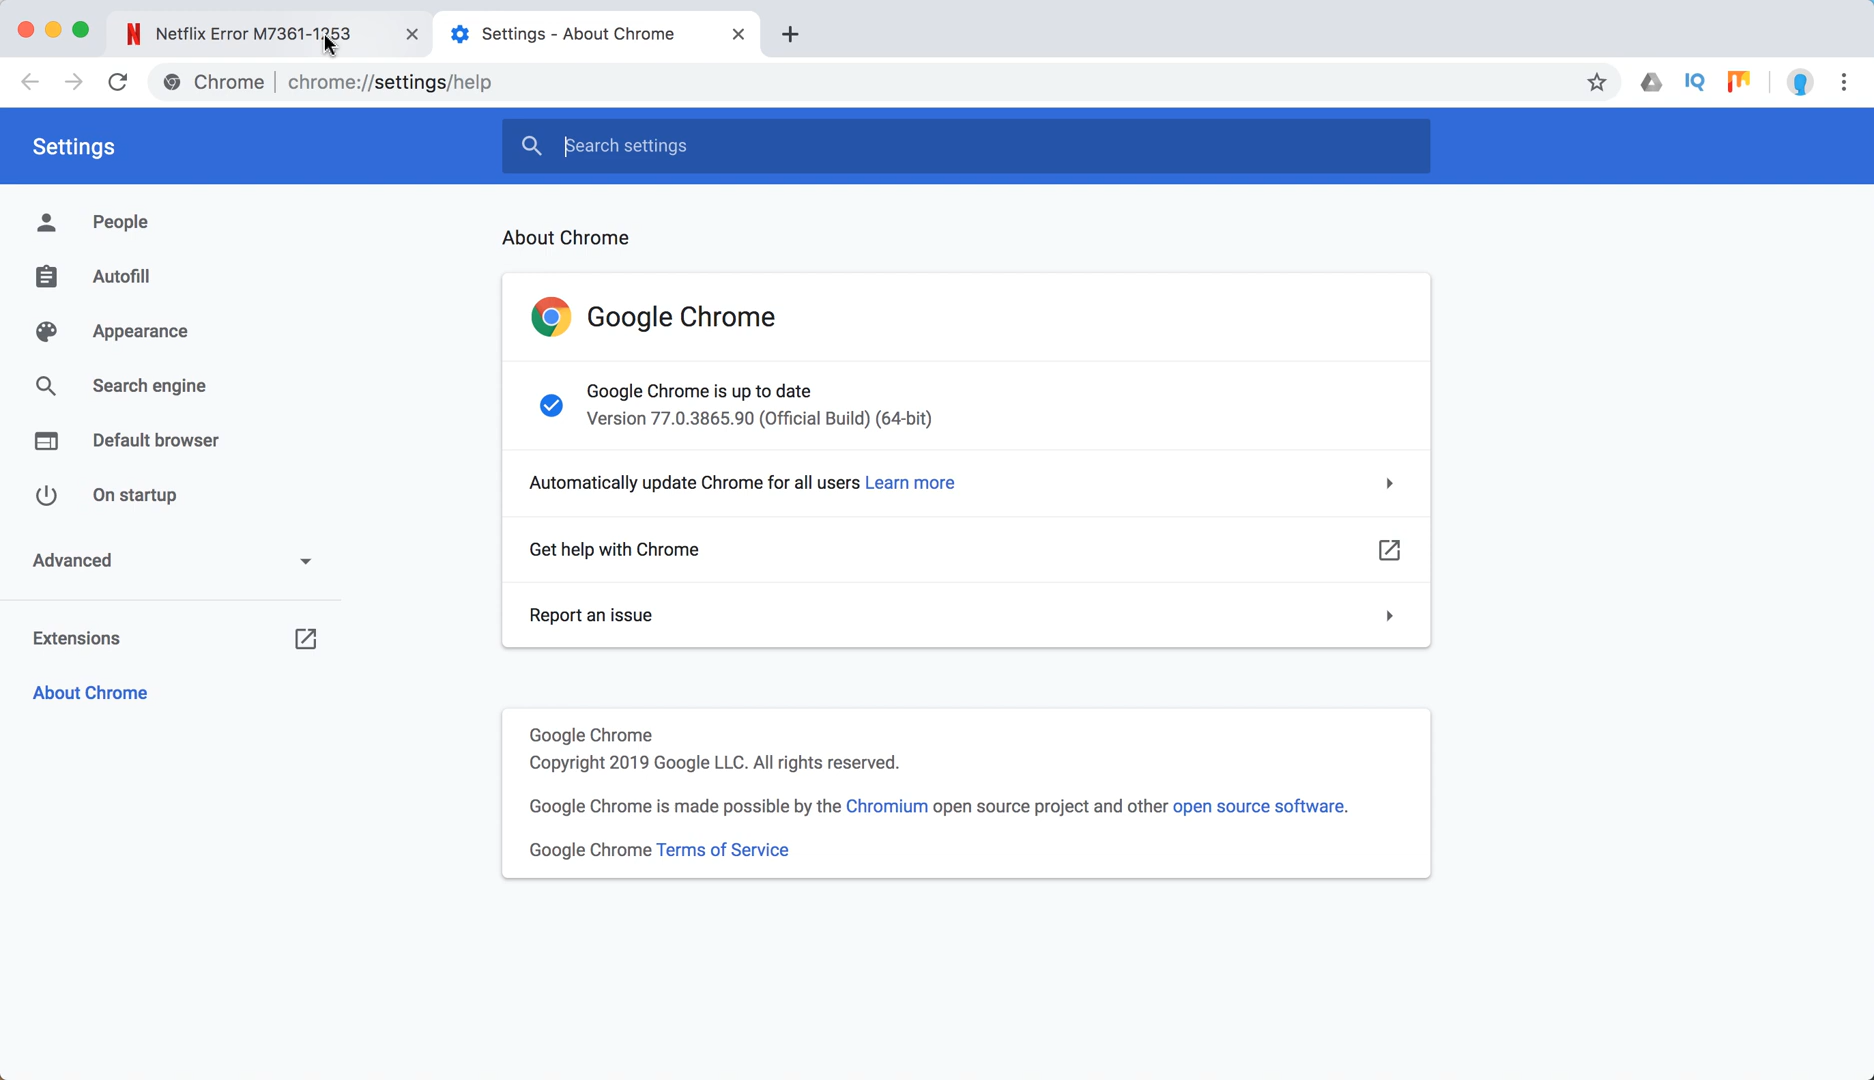 Netflix Error M7361-1253
Settings - About Chrome
Chrome | chrome://settings/help
IQ
Settings
Search settings
People
Autofill
Appearance
Search engine
Default browser
On startup
Advanced
Extensions
About Chrome
About Chrome
Google Chrome
Google Chrome is up to date
Version 77.0.3865.90 (Official Build) (64-bit)
Automatically update Chrome for all users Learn more
Get help with Chrome
Report an issue
Google Chrome
Copyright 2019 Google LLC. All rights reserved.
Google Chrome is made possible by the Chromium open source project and other open source software.
Google Chrome Terms of Service